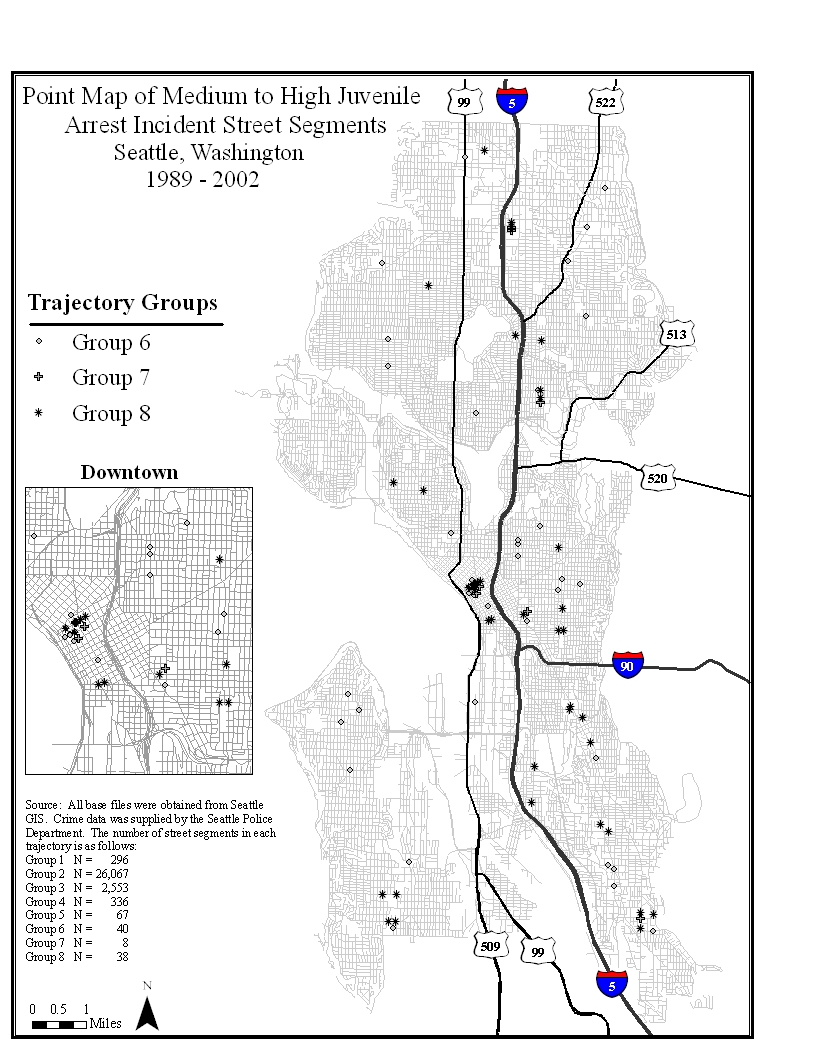 Point Map of Medium to High Juvenile
Arrest Incident Street Segments
Seattle, Washington
1989 - 2002
99
5
522
Trajectory Groups
Group 6
Group 7
Group 8
513
Downtown
520
90
Source: All base files were obtained from Seattle
GIS. Crime data was supplied by the Seattle Police
Department. The number of street segments in each
trajectory is as follows:
Group 1 N = 296
Group 2 N = 26,067
Group 3 N = 2,553
Group 4 N = 336
Group 5 N = 67
Group 6 N = 40
Group 7 N = 8
Group 8 N = 38
509
99
5
N
0 0.5 1
Miles